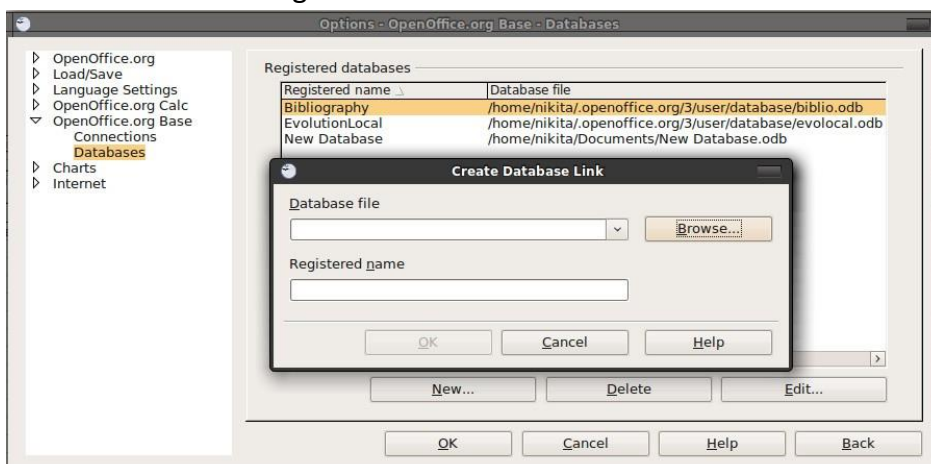 Options - OpenOffice.org Base - Databases
OpenOffice.org
Load/Save
Language Settings
OpenOffice.org Calc
OpenOffice.org Base
Connections
Databases
Charts
Internet
Registered databases
Registered name Database file
Bibliography /home/nikita/.openoffice.org/3/user/database/biblio.odb
EvolutionLocal /home/nikita/.openoffice.org/3/user/database/evolocal.odb
New Database /home/nikita/Documents/New Database.odb
Create Database Link
Database file
Browse...
Registered name
OK Cancel Help
New... Delete Edit...
OK Cancel Help Back